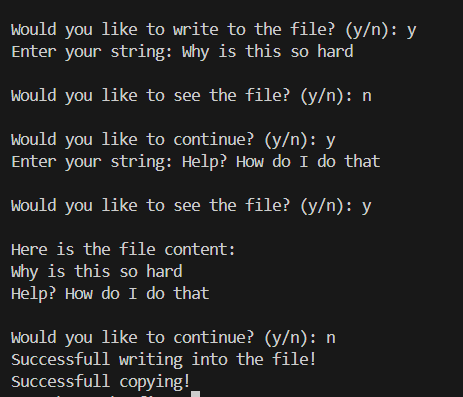 Would you like to write to the file? (y/n): y
Enter your string: Why is this so hard
Would you like to see the file? (y/n): n
Would you like to continue? (y/n): y
Enter your string: Help? How do I do that
Would you like to see the file? (y/n): y
Here is the file content:
Why is this so hard
Help? How do I do that
Would you like to continue? (y/n): n
Successfull writing into the file!
Successfull copying!